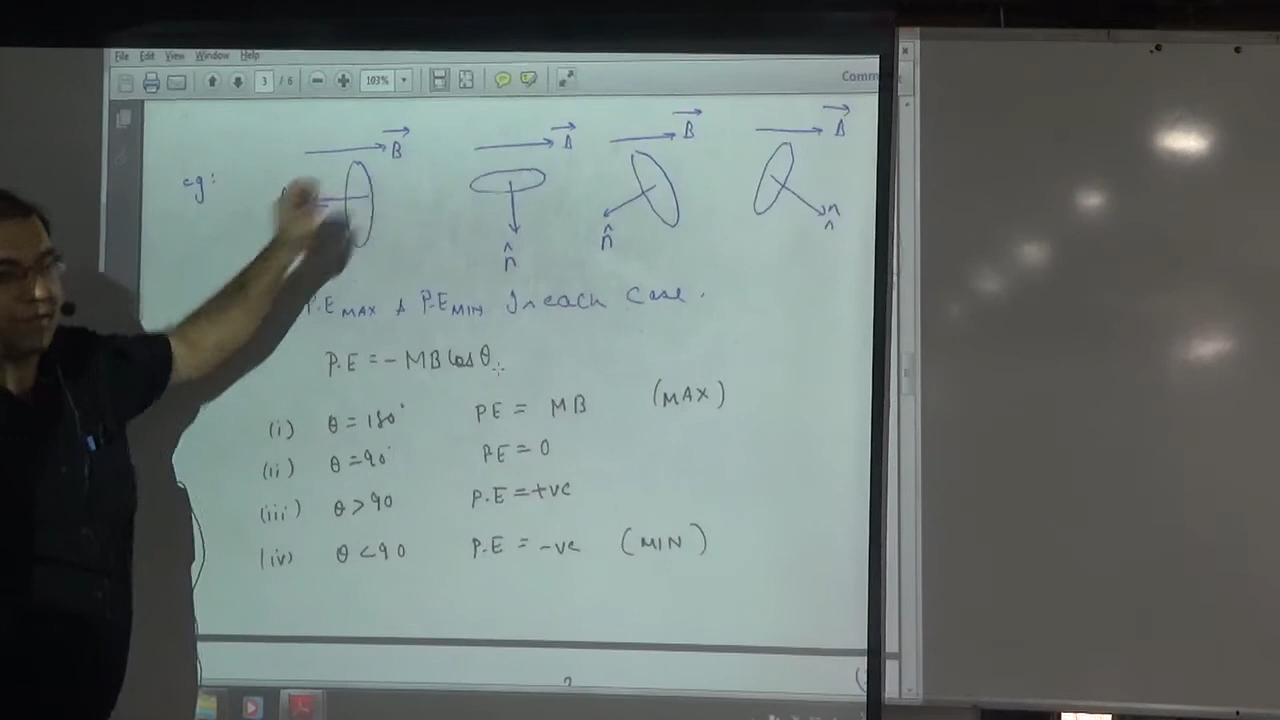 File Edit View Window Help
3 / 6 103% Comm
eg: B B B B
n̂ n̂ n̂
P.E MAX & P.E MIN In each Case.
P.E = - MB Cosθ
(i) θ = 180° PE = MB (MAX)
(ii) θ = 90° PE = 0
(iii) θ > 90 P.E = +ve
(iv) θ < 90 P.E = -ve (MIN)